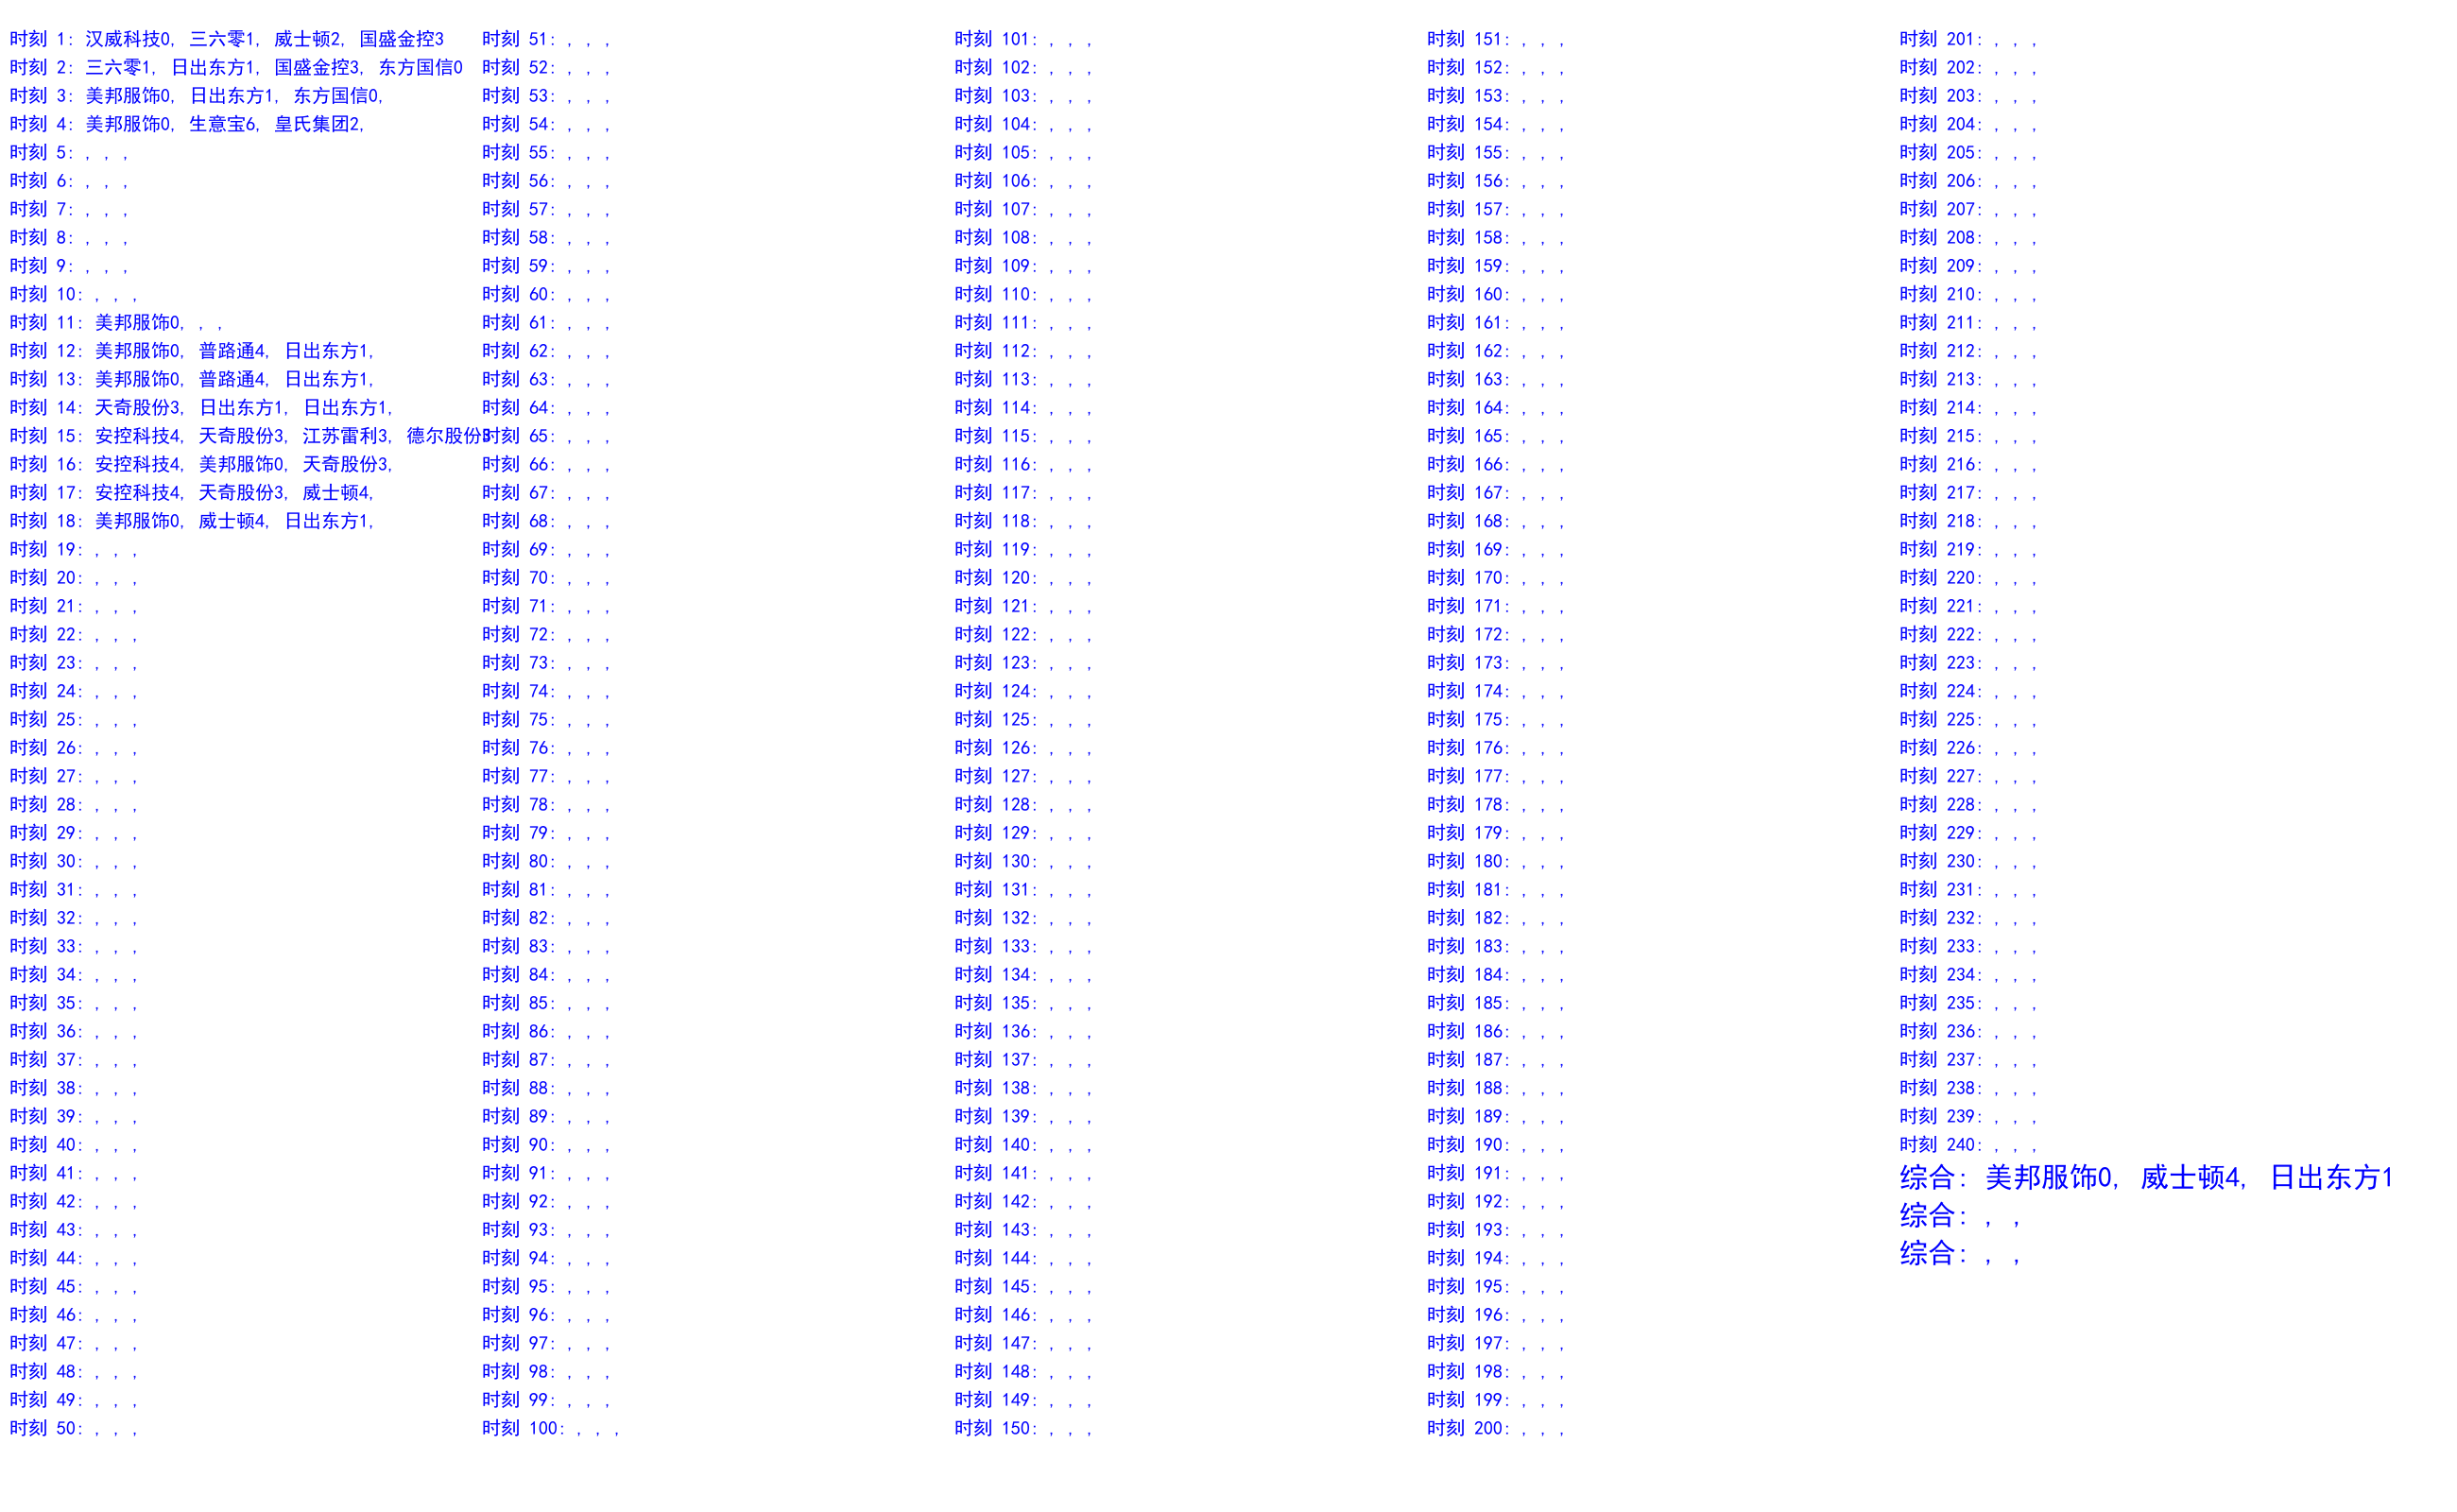 时刻 1: 汉威科技0, 三六零1, 威士顿2, 国盛金控3
时刻 2: 三六零1, 日出东方1, 国盛金控3, 东方国信0
时刻 3: 美邦服饰0, 日出东方1, 东方国信0,
时刻 4: 美邦服饰0, 生意宝6, 皇氏集团2,
时刻 5: , , ,
时刻 6: , , ,
时刻 7: , , ,
时刻 8: , , ,
时刻 9: , , ,
时刻 10: , , ,
时刻 11: 美邦服饰0, , ,
时刻 12: 美邦服饰0, 普路通4, 日出东方1,
时刻 13: 美邦服饰0, 普路通4, 日出东方1,
时刻 14: 天奇股份3, 日出东方1, 日出东方1,
时刻 15: 安控科技4, 天奇股份3, 江苏雷利3, 德尔股份3
时刻 16: 安控科技4, 美邦服饰0, 天奇股份3,
时刻 17: 安控科技4, 天奇股份3, 威士顿4,
时刻 18: 美邦服饰0, 威士顿4, 日出东方1,
时刻 19: , , ,
时刻 20: , , ,
时刻 21: , , ,
时刻 22: , , ,
时刻 23: , , ,
时刻 24: , , ,
时刻 25: , , ,
时刻 26: , , ,
时刻 27: , , ,
时刻 28: , , ,
时刻 29: , , ,
时刻 30: , , ,
时刻 31: , , ,
时刻 32: , , ,
时刻 33: , , ,
时刻 34: , , ,
时刻 35: , , ,
时刻 36: , , ,
时刻 37: , , ,
时刻 38: , , ,
时刻 39: , , ,
时刻 40: , , ,
时刻 41: , , ,
时刻 42: , , ,
时刻 43: , , ,
时刻 44: , , ,
时刻 45: , , ,
时刻 46: , , ,
时刻 47: , , ,
时刻 48: , , ,
时刻 49: , , ,
时刻 50: , , ,
时刻 51: , , ,
时刻 52: , , ,
时刻 53: , , ,
时刻 54: , , ,
时刻 55: , , ,
时刻 56: , , ,
时刻 57: , , ,
时刻 58: , , ,
时刻 59: , , ,
时刻 60: , , ,
时刻 61: , , ,
时刻 62: , , ,
时刻 63: , , ,
时刻 64: , , ,
时刻 65: , , ,
时刻 66: , , ,
时刻 67: , , ,
时刻 68: , , ,
时刻 69: , , ,
时刻 70: , , ,
时刻 71: , , ,
时刻 72: , , ,
时刻 73: , , ,
时刻 74: , , ,
时刻 75: , , ,
时刻 76: , , ,
时刻 77: , , ,
时刻 78: , , ,
时刻 79: , , ,
时刻 80: , , ,
时刻 81: , , ,
时刻 82: , , ,
时刻 83: , , ,
时刻 84: , , ,
时刻 85: , , ,
时刻 86: , , ,
时刻 87: , , ,
时刻 88: , , ,
时刻 89: , , ,
时刻 90: , , ,
时刻 91: , , ,
时刻 92: , , ,
时刻 93: , , ,
时刻 94: , , ,
时刻 95: , , ,
时刻 96: , , ,
时刻 97: , , ,
时刻 98: , , ,
时刻 99: , , ,
时刻 100: , , ,
时刻 101: , , ,
时刻 102: , , ,
时刻 103: , , ,
时刻 104: , , ,
时刻 105: , , ,
时刻 106: , , ,
时刻 107: , , ,
时刻 108: , , ,
时刻 109: , , ,
时刻 110: , , ,
时刻 111: , , ,
时刻 112: , , ,
时刻 113: , , ,
时刻 114: , , ,
时刻 115: , , ,
时刻 116: , , ,
时刻 117: , , ,
时刻 118: , , ,
时刻 119: , , ,
时刻 120: , , ,
时刻 121: , , ,
时刻 122: , , ,
时刻 123: , , ,
时刻 124: , , ,
时刻 125: , , ,
时刻 126: , , ,
时刻 127: , , ,
时刻 128: , , ,
时刻 129: , , ,
时刻 130: , , ,
时刻 131: , , ,
时刻 132: , , ,
时刻 133: , , ,
时刻 134: , , ,
时刻 135: , , ,
时刻 136: , , ,
时刻 137: , , ,
时刻 138: , , ,
时刻 139: , , ,
时刻 140: , , ,
时刻 141: , , ,
时刻 142: , , ,
时刻 143: , , ,
时刻 144: , , ,
时刻 145: , , ,
时刻 146: , , ,
时刻 147: , , ,
时刻 148: , , ,
时刻 149: , , ,
时刻 150: , , ,
时刻 151: , , ,
时刻 152: , , ,
时刻 153: , , ,
时刻 154: , , ,
时刻 155: , , ,
时刻 156: , , ,
时刻 157: , , ,
时刻 158: , , ,
时刻 159: , , ,
时刻 160: , , ,
时刻 161: , , ,
时刻 162: , , ,
时刻 163: , , ,
时刻 164: , , ,
时刻 165: , , ,
时刻 166: , , ,
时刻 167: , , ,
时刻 168: , , ,
时刻 169: , , ,
时刻 170: , , ,
时刻 171: , , ,
时刻 172: , , ,
时刻 173: , , ,
时刻 174: , , ,
时刻 175: , , ,
时刻 176: , , ,
时刻 177: , , ,
时刻 178: , , ,
时刻 179: , , ,
时刻 180: , , ,
时刻 181: , , ,
时刻 182: , , ,
时刻 183: , , ,
时刻 184: , , ,
时刻 185: , , ,
时刻 186: , , ,
时刻 187: , , ,
时刻 188: , , ,
时刻 189: , , ,
时刻 190: , , ,
时刻 191: , , ,
时刻 192: , , ,
时刻 193: , , ,
时刻 194: , , ,
时刻 195: , , ,
时刻 196: , , ,
时刻 197: , , ,
时刻 198: , , ,
时刻 199: , , ,
时刻 200: , , ,
时刻 201: , , ,
时刻 202: , , ,
时刻 203: , , ,
时刻 204: , , ,
时刻 205: , , ,
时刻 206: , , ,
时刻 207: , , ,
时刻 208: , , ,
时刻 209: , , ,
时刻 210: , , ,
时刻 211: , , ,
时刻 212: , , ,
时刻 213: , , ,
时刻 214: , , ,
时刻 215: , , ,
时刻 216: , , ,
时刻 217: , , ,
时刻 218: , , ,
时刻 219: , , ,
时刻 220: , , ,
时刻 221: , , ,
时刻 222: , , ,
时刻 223: , , ,
时刻 224: , , ,
时刻 225: , , ,
时刻 226: , , ,
时刻 227: , , ,
时刻 228: , , ,
时刻 229: , , ,
时刻 230: , , ,
时刻 231: , , ,
时刻 232: , , ,
时刻 233: , , ,
时刻 234: , , ,
时刻 235: , , ,
时刻 236: , , ,
时刻 237: , , ,
时刻 238: , , ,
时刻 239: , , ,
时刻 240: , , ,
综合: 美邦服饰0, 威士顿4, 日出东方1
综合: , ,
综合: , ,